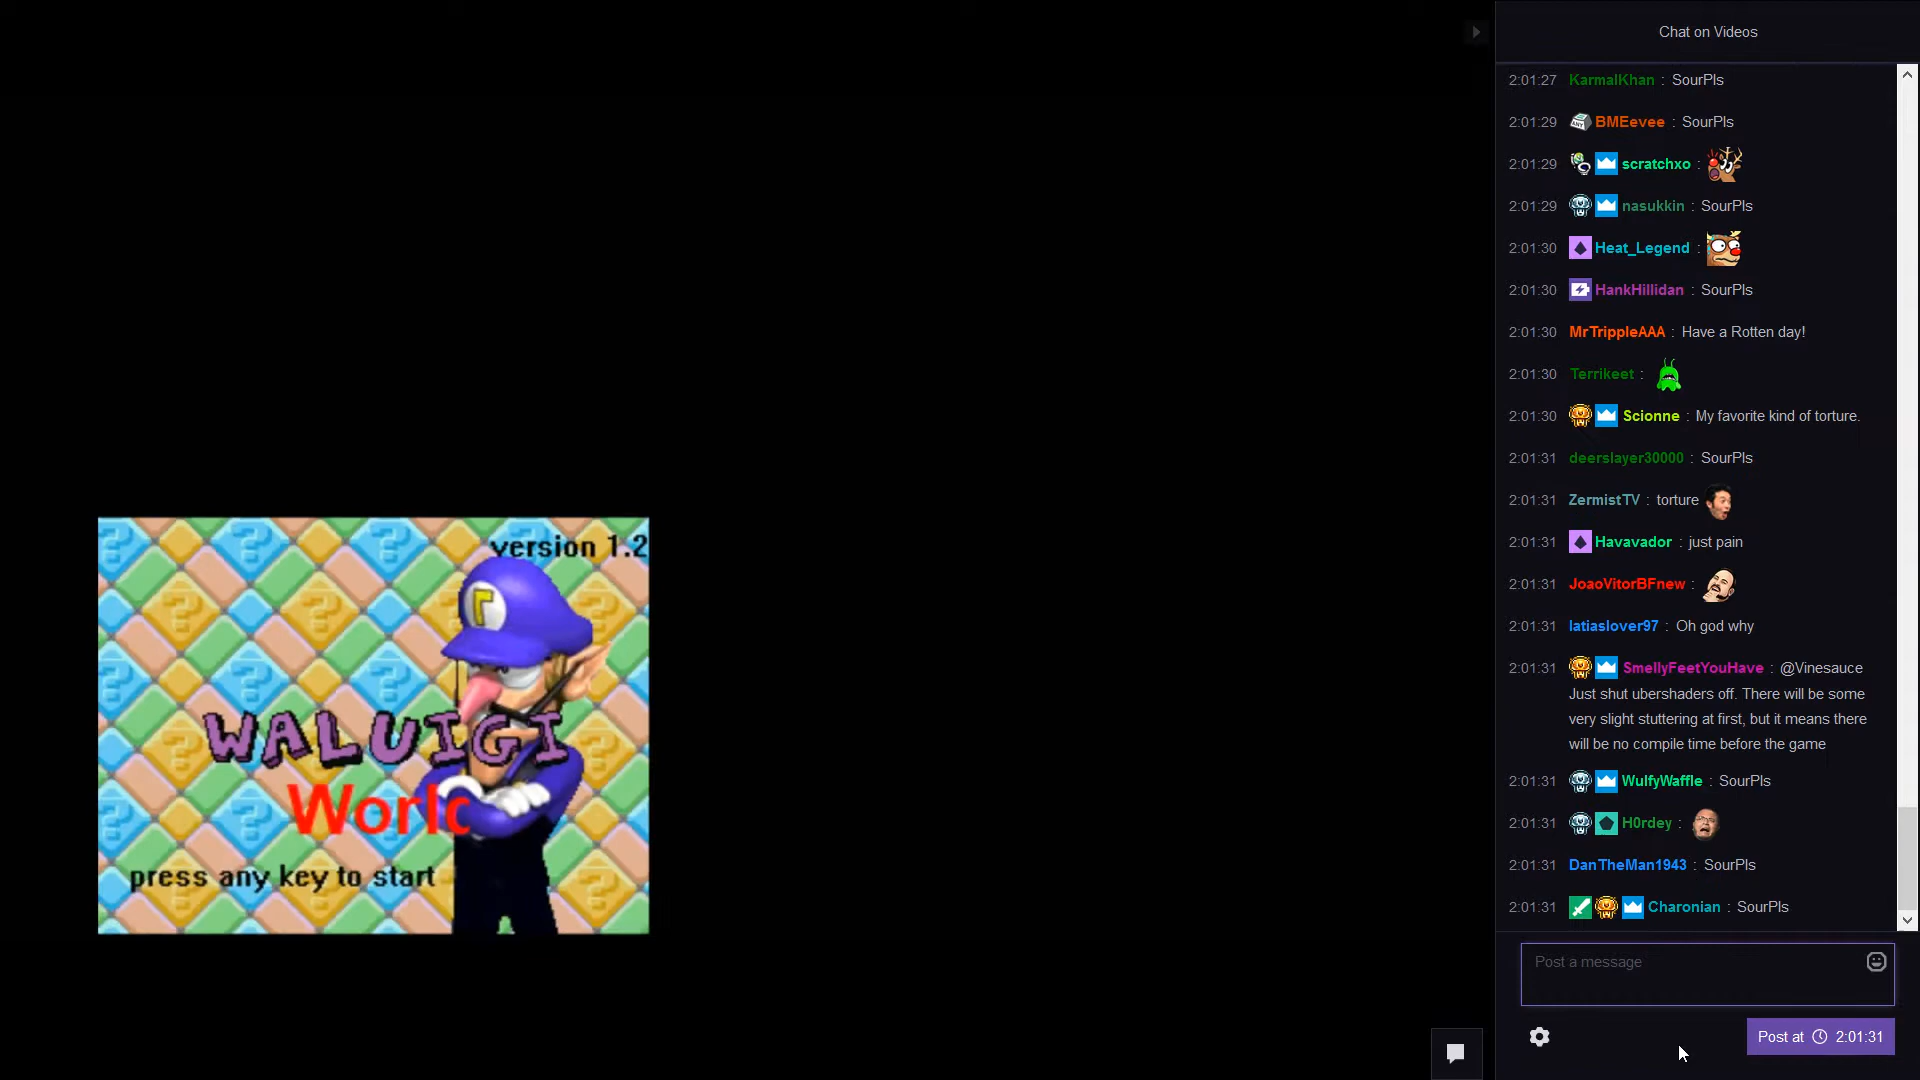 version 1.2
WALUIGI
World
press any key to start
Chat on Videos
2:01:27 KarmalKhan : SourPls
2:01:29 BMEevee : SourPls
2:01:29 scratchxo :
2:01:29 nasukkin : SourPls
2:01:30 Heat_Legend :
2:01:30 HankHillidan : SourPls
2:01:30 MrTrippleAAA : Have a Rotten day!
2:01:30 Terrikeet :
2:01:30 Scionne : My favorite kind of torture.
2:01:31 deerslayer30000 : SourPls
2:01:31 ZermistTV : torture
2:01:31 Havavador : just pain
2:01:31 JoaoVitorBFnew :
2:01:31 latiaslover97 : Oh god why
2:01:31 SmellyFeetYouHave : @Vinesauce
Just shut ubershaders off. There will be some
very slight stuttering at first, but it means there
will be no compile time before the game
2:01:31 WulfyWaffle : SourPls
2:01:31 H0rdey :
2:01:31 DanTheMan1943 : SourPls
2:01:31 Charonian : SourPls
Post a message
Post at 2:01:31